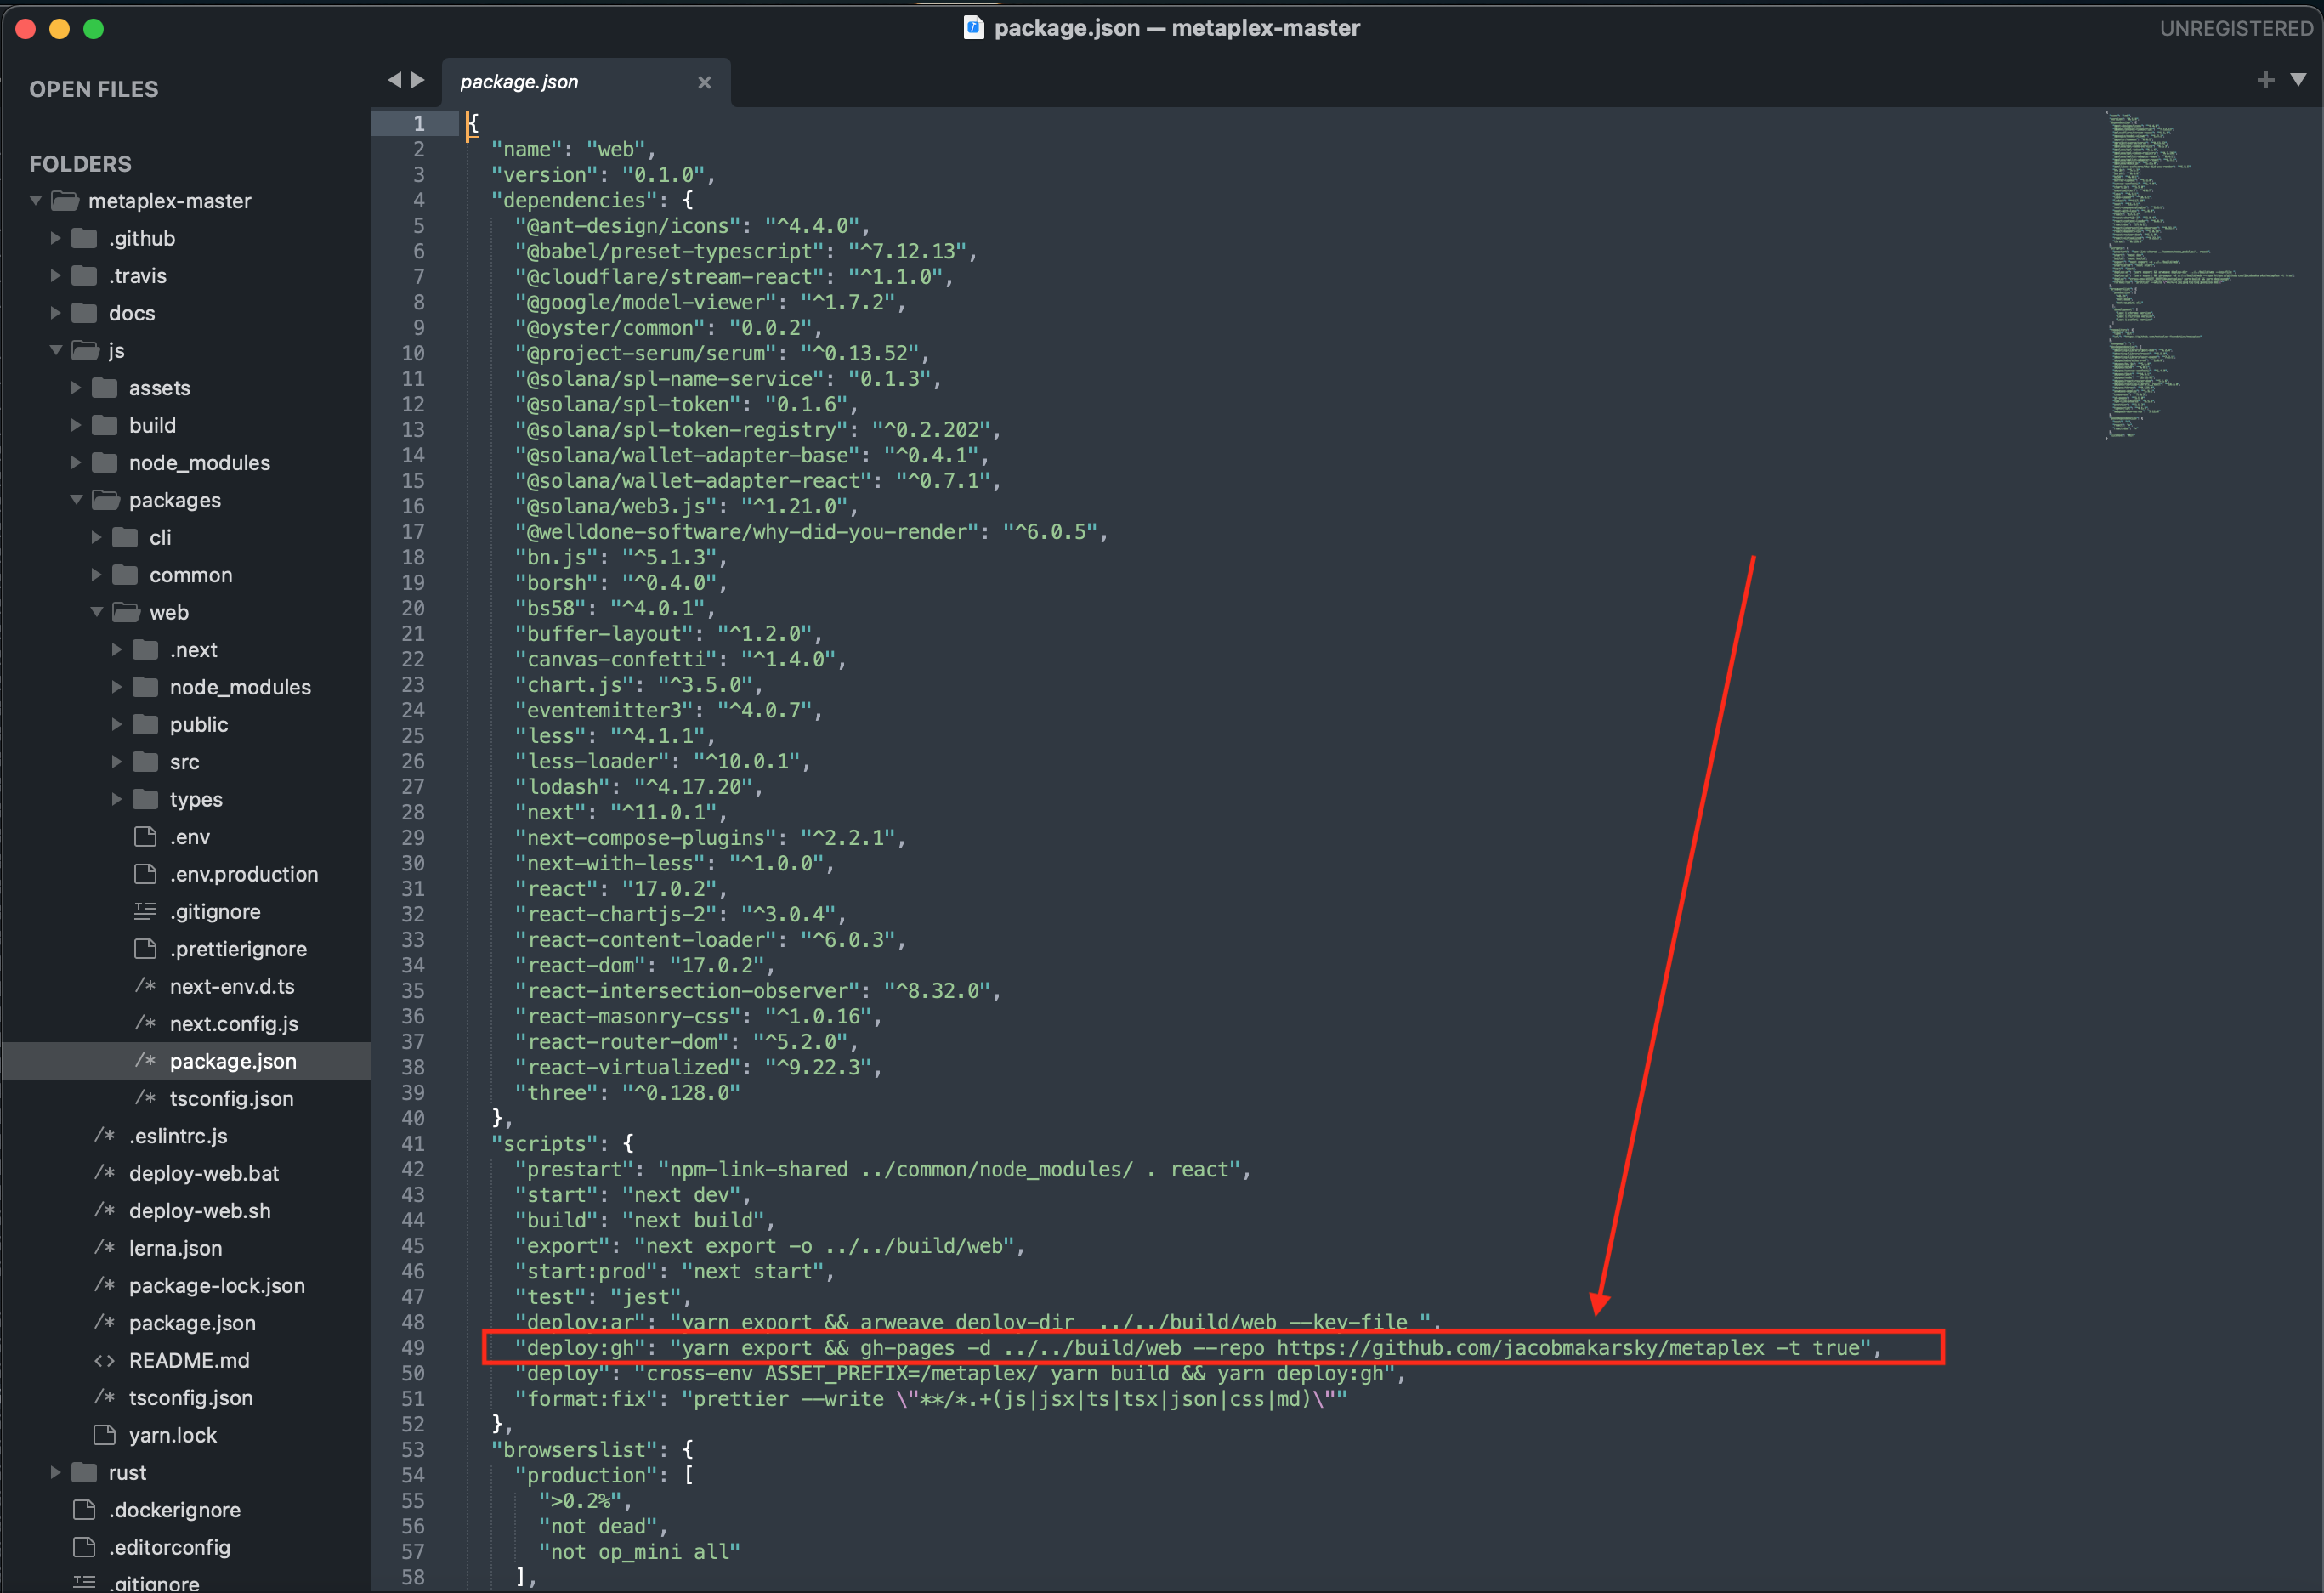 package.json — metaplex-master
UNREGISTERED
OPEN FILES
FOLDERS
metaplex-master
.github
.travis
docs
js
assets
build
node_modules
packages
cli
common
web
.next
node_modules
public
src
types
.env
.env.production
.gitignore
.prettierignore
/* next-env.d.ts
/* next.config.js
/* package.json
/* tsconfig.json
/* .eslintrc.js
/* deploy-web.bat
/* deploy-web.sh
/* lerna.json
/* package-lock.json
/* package.json
<> README.md
/* tsconfig.json
yarn.lock
rust
.dockerignore
.editorconfig
.gitignore
package.json
1 {
2 "name": "web",
3 "version": "0.1.0",
4 "dependencies": {
5 "@ant-design/icons": "^4.4.0",
6 "@babel/preset-typescript": "^7.12.13",
7 "@cloudflare/stream-react": "^1.1.0",
8 "@google/model-viewer": "^1.7.2",
9 "@oyster/common": "0.0.2",
10 "@project-serum/serum": "^0.13.52",
11 "@solana/spl-name-service": "0.1.3",
12 "@solana/spl-token": "0.1.6",
13 "@solana/spl-token-registry": "^0.2.202",
14 "@solana/wallet-adapter-base": "^0.4.1",
15 "@solana/wallet-adapter-react": "^0.7.1",
16 "@solana/web3.js": "^1.21.0",
17 "@welldone-software/why-did-you-render": "^6.0.5",
18 "bn.js": "^5.1.3",
19 "borsh": "^0.4.0",
20 "bs58": "^4.0.1",
21 "buffer-layout": "^1.2.0",
22 "canvas-confetti": "^1.4.0",
23 "chart.js": "^3.5.0",
24 "eventemitter3": "^4.0.7",
25 "less": "^4.1.1",
26 "less-loader": "^10.0.1",
27 "lodash": "^4.17.20",
28 "next": "^11.0.1",
29 "next-compose-plugins": "^2.2.1",
30 "next-with-less": "^1.0.0",
31 "react": "17.0.2",
32 "react-chartjs-2": "^3.0.4",
33 "react-content-loader": "^6.0.3",
34 "react-dom": "17.0.2",
35 "react-intersection-observer": "^8.32.0",
36 "react-masonry-css": "^1.0.16",
37 "react-router-dom": "^5.2.0",
38 "react-virtualized": "^9.22.3",
39 "three": "^0.128.0"
40 },
41 "scripts": {
42 "prestart": "npm-link-shared ../common/node_modules/ . react",
43 "start": "next dev",
44 "build": "next build",
45 "export": "next export -o ../../build/web",
46 "start:prod": "next start",
47 "test": "jest",
48 "deploy:ar": "yarn export && arweave deploy-dir ../../build/web --key-file ",
49 "deploy:gh": "yarn export && gh-pages -d ../../build/web --repo https://github.com/jacobmakarsky/metaplex -t true",
50 "deploy": "cross-env ASSET_PREFIX=/metaplex/ yarn build && yarn deploy:gh",
51 "format:fix": "prettier --write \"**/*.+(js|jsx|ts|tsx|json|css|md)\""
52 },
53 "browserslist": {
54 "production": [
55 ">0.2%",
56 "not dead",
57 "not op_mini all"
58 ],